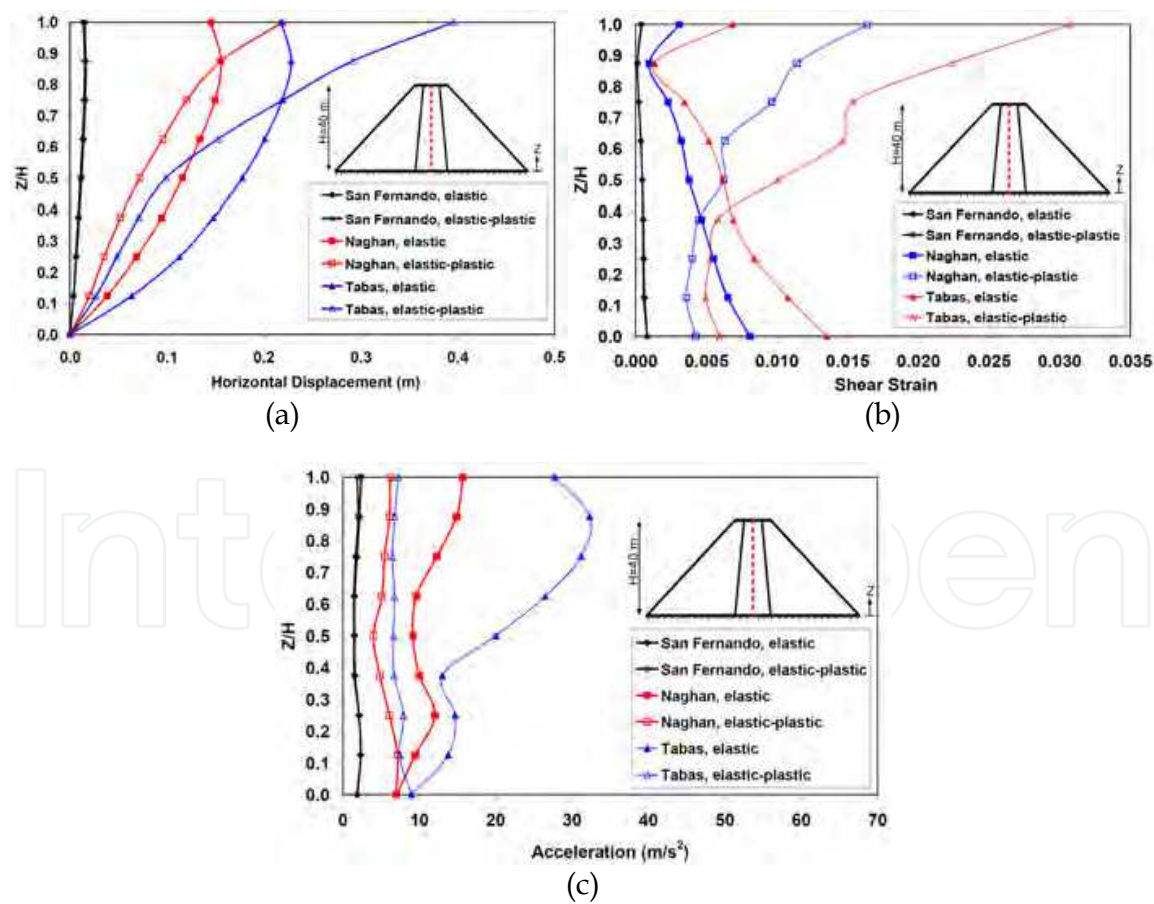 1.0
0.9
0.8
0.7
0.6
0.5
0.4
0.3
0.2
0.1
0.0
Z/H
H=40 m
Z
San Fernando, elastic
San Fernando, elastic-plastic
Naghan, elastic
Naghan, elastic-plastic
Tabas, elastic
Tabas, elastic-plastic
0.0 0.1 0.2 0.3 0.4 0.5
Horizontal Displacement (m)
(a)
1.0
0.9
0.8
0.7
0.6
0.5
0.4
0.3
0.2
0.1
0.0
Z/H
H=40 m
Z
San Fernando, elastic
San Fernando, elastic-plastic
Naghan, elastic
Naghan, elastic-plastic
Tabas, elastic
Tabas, elastic-plastic
0.000 0.005 0.010 0.015 0.020 0.025 0.030 0.035
Shear Strain
(b)
1.0
0.9
0.8
0.7
0.6
0.5
0.4
0.3
0.2
0.1
0.0
Z/H
H=40 m
Z
San Fernando, elastic
San Fernando, elastic-plastic
Naghan, elastic
Naghan, elastic-plastic
Tabas, elastic
Tabas, elastic-plastic
0 10 20 30 40 50 60 70
Acceleration (m/s²)
(c)